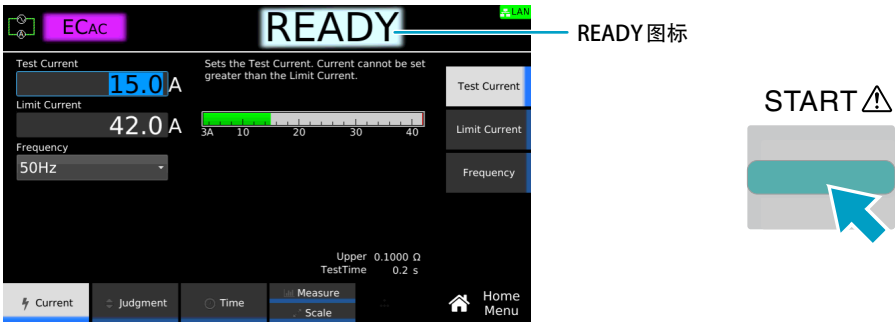 ECAC
READY
LAN
READY 图标
Test Current
15.0 A
Sets the Test Current. Current cannot be set
greater than the Limit Current.
Limit Current
42.0 A
3A 10 20 30 40
Frequency
50Hz
Test Current
Limit Current
Frequency
START
Upper 0.1000 Ω
TestTime 0.2 s
Current
Judgment
Time
Measure
Scale
Home
Menu